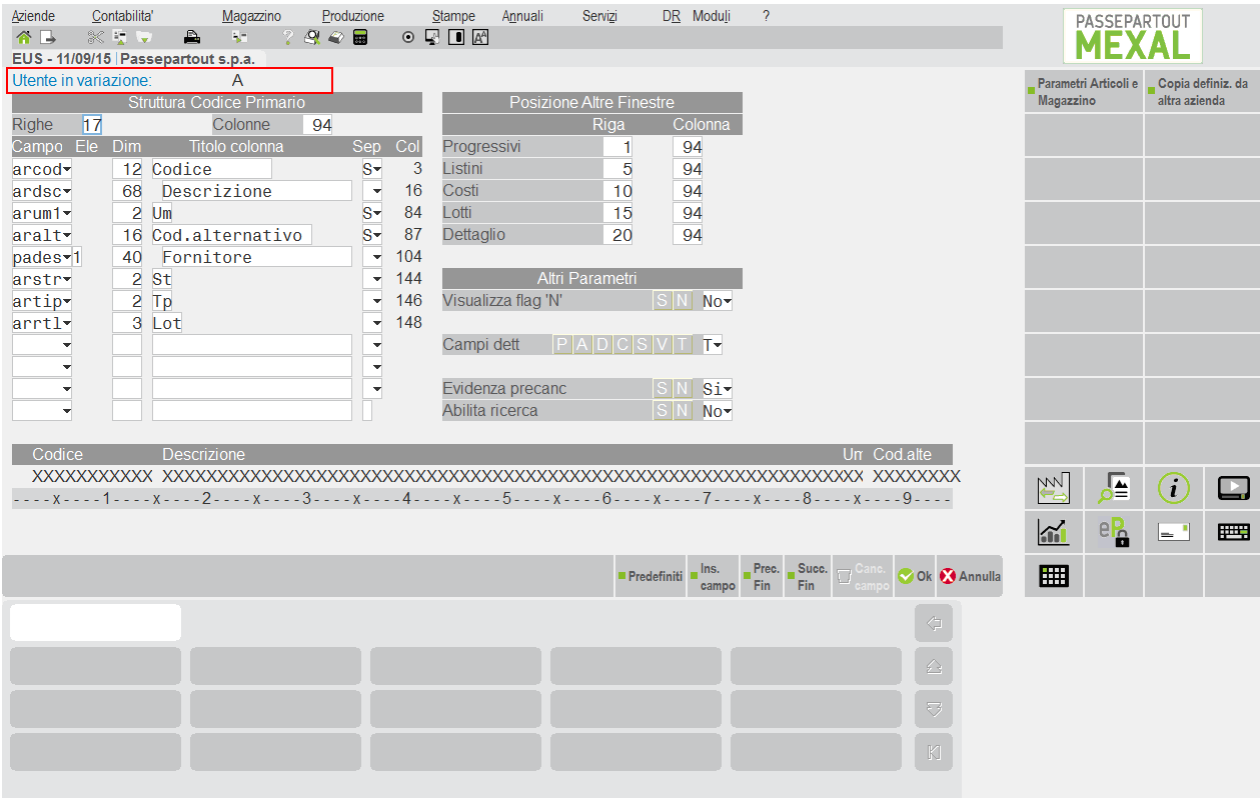 Aziende Contabilita' Magazzino Produzione Stampe Annuali Servizi DR Moduli ?
EUS - 11/09/15 Passepartout s.p.a.
PASSEPARTOUT
MEXAL
Utente in variazione: A
Struttura Codice Primario
Righe 17 Colonne 94
Campo Ele Dim Titolo colonna Sep Col
arcod 12 Codice S 3
ardsc 68 Descrizione 16
arum1 2 Um S 84
aralt 16 Cod.alternativo S 87
pades 1 40 Fornitore 104
arstr 2 St 144
artip 2 Tp 146
arrtl 3 Lot 148
Posizione Altre Finestre
Riga Colonna
Progressivi 1 94
Listini 5 94
Costi 10 94
Lotti 15 94
Dettaglio 20 94
Altri Parametri
Visualizza flag 'N' S N No
Campi dett P A D C S V T T
Evidenza precanc S N Si
Abilita ricerca S N No
Parametri Articoli e
Magazzino
Copia definiz. da
altra azienda
Codice Descrizione Um Cod.alte
XXXXXXXXXXXX XXXXXXXXXXXXXXXXXXXXXXXXXXXXXXXXXXXXXXXXXXXXXXXXXXXXXXXXXXXX XX XXXXXXXX
----x----1----x----2----x----3----x----4----x----5----x----6----x----7----x----8----x----9----
Predefiniti
Ins.
campo
Prec.
Fin
Succ.
Fin
Canc.
campo
Ok
Annulla